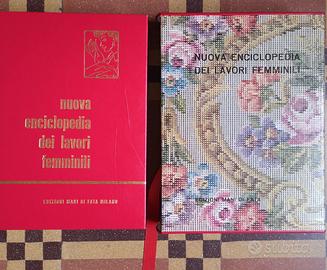 nuova
enciclopedia
dei lavori
femminili
EDIZIONI MANI DI FATA MILANO
NUOVA ENCICLOPEDIA
DEI LAVORI FEMMINILI
EDIZIONI MANI DI FATA
subito